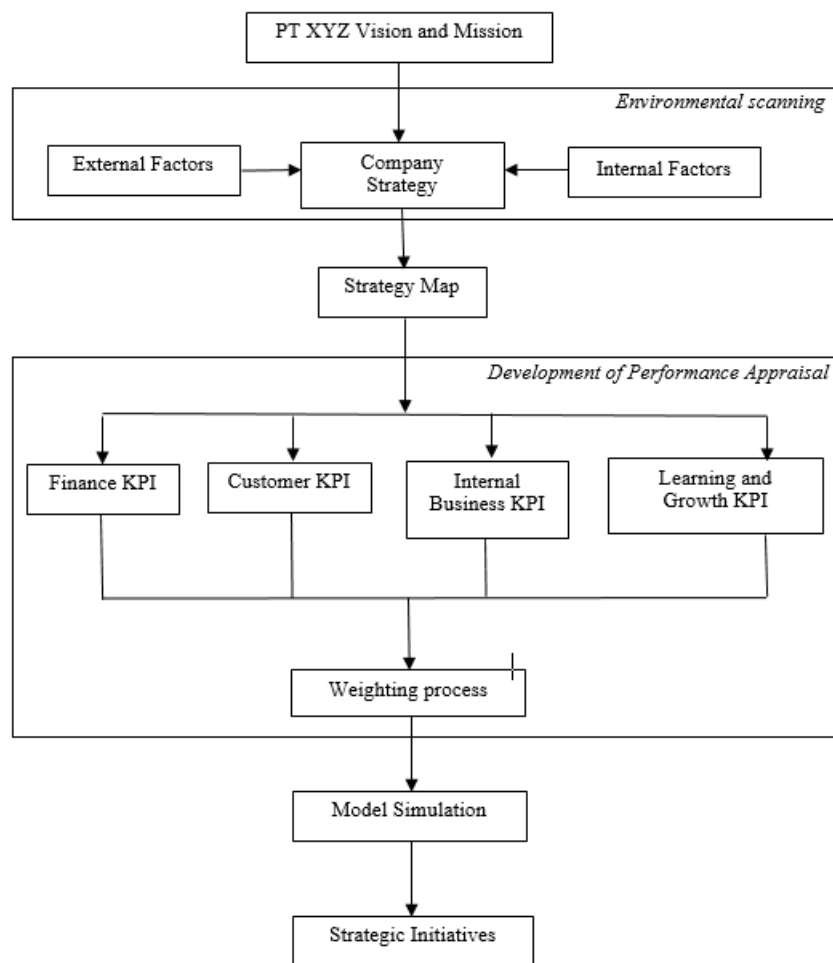 PT XYZ Vision and Mission
Environmental scanning
External Factors
Company
Strategy
Internal Factors
Strategy Map
Development of Performance Appraisal
Finance KPI
Customer KPI
Internal
Business KPI
Learning and
Growth KPI
Weighting process
Model Simulation
Strategic Initiatives